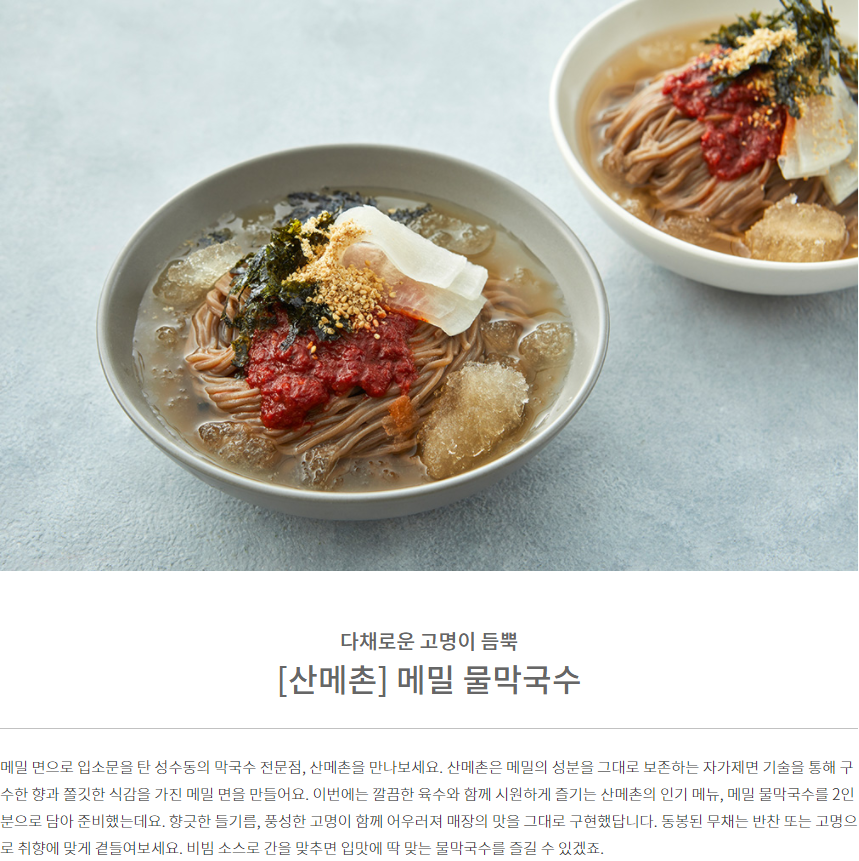 다채로운 고명이 듬뿍
[산메촌] 메밀 물막국수
메밀 면으로 입소문을 탄 성수동의 막국수 전문점, 산메촌을 만나보세요. 산메촌은 메밀의 성분을 그대로 보존하는 자가제면 기술을 통해 구
수한 향과 쫄깃한 식감을 가진 메밀 면을 만들어요. 이번에는 깔끔한 육수와 함께 시원하게 즐기는 산메촌의 인기 메뉴, 메밀 물막국수를 2인
분으로 담아 준비했는데요. 향긋한 들기름, 풍성한 고명이 함께 어우러져 매장의 맛을 그대로 구현했답니다. 동봉된 무채는 반찬 또는 고명으
로 취향에 맞게 곁들여보세요. 비빔 소스로 간을 맞추면 입맛에 딱 맞는 물막국수를 즐길 수 있겠죠.